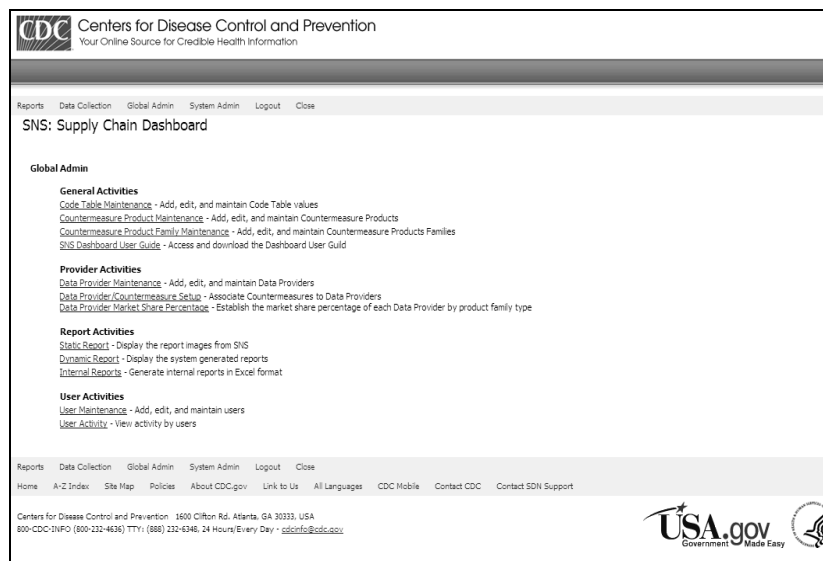 CDC Centers for Disease Control and Prevention
Your Online Source for Credible Health Information
Reports Data Collection Global Admin System Admin Logout Close
SNS: Supply Chain Dashboard
Global Admin
General Activities
Code Table Maintenance - Add, edit, and maintain Code Table values
Countermeasure Product Maintenance - Add, edit, and maintain Countermeasure Products
Countermeasure Product Family Maintenance - Add, edit, and maintain Countermeasure Products Families
SNS Dashboard User Guide - Access and download the Dashboard User Guild
Provider Activities
Data Provider Maintenance - Add, edit, and maintain Data Providers
Data Provider/Countermeasure Setup - Associate Countermeasures to Data Providers
Data Provider Market Share Percentage - Establish the market share percentage of each Data Provider by product family type
Report Activities
Static Report - Display the report images from SNS
Dynamic Report - Display the system generated reports
Internal Reports - Generate internal reports in Excel format
User Activities
User Maintenance - Add, edit, and maintain users
User Activity - View activity by users
Reports Data Collection Global Admin System Admin Logout Close
Home A-Z Index Site Map Policies About CDC.gov Link to Us All Languages CDC Mobile Contact CDC Contact SDN Support
Centers for Disease Control and Prevention 1600 Clifton Rd. Atlanta, GA 30333, USA
800-CDC-INFO (800-232-4636) TTY: (888) 232-6348, 24 Hours/Every Day - cdcinfo@cdc.gov
USA.gov
Government Made Easy